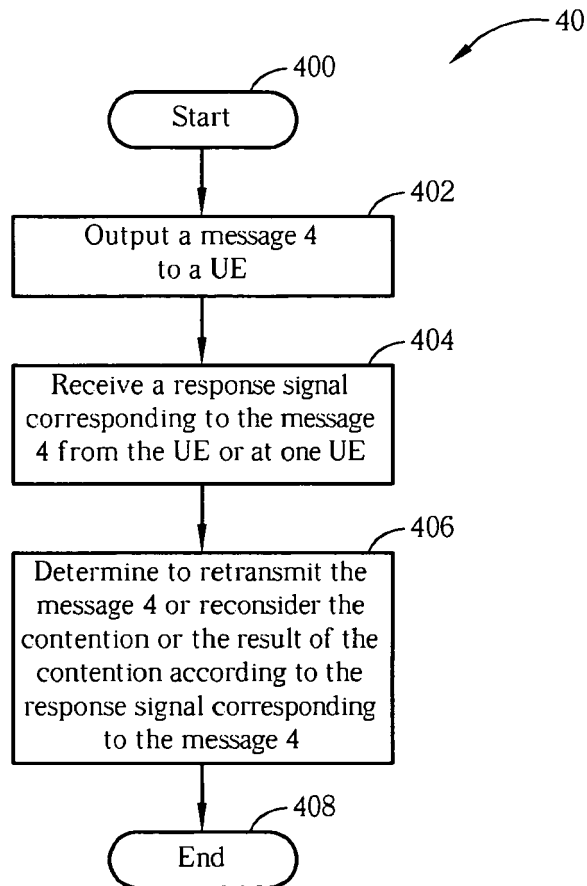 40
400
Start
402
Output a message 4
to a UE
404
Receive a response signal
corresponding to the message
4 from the UE or at one UE
406
Determine to retransmit the
message 4 or reconsider the
contention or the result of the
contention according to the
response signal corresponding
to the message 4
408
End